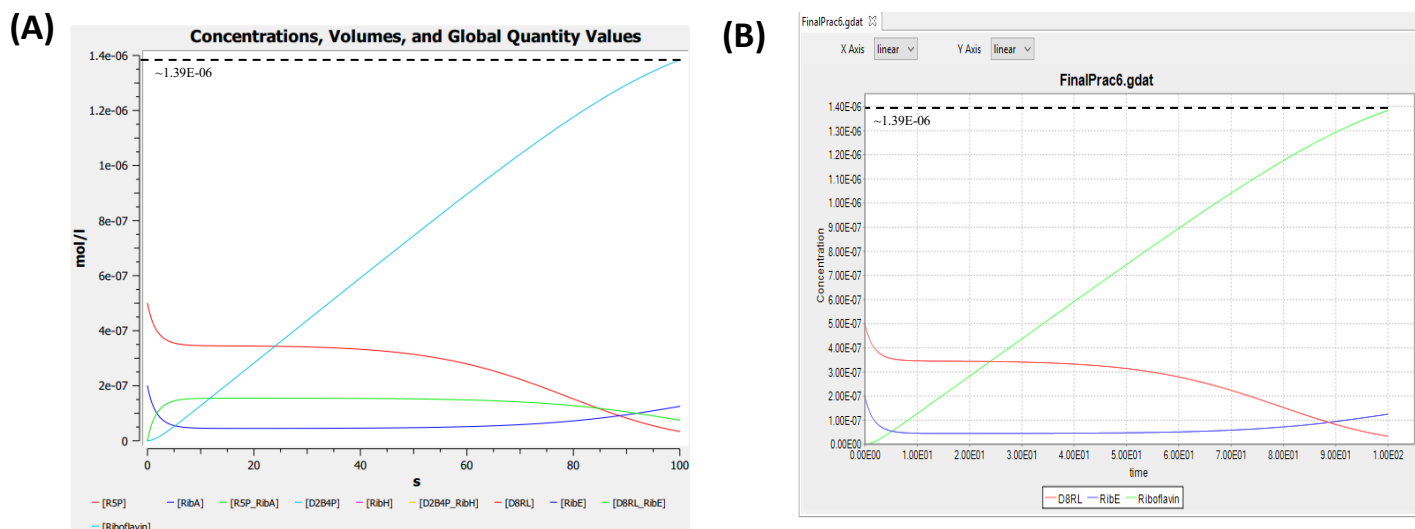 (A)
Concentrations, Volumes, and Global Quantity Values
1.4e-06
~1.39E-06
1.2e-06
1e-06
8e-07
6e-07
4e-07
2e-07
0
mol/l
0 20 40 60 80 100
s
[R5P] [RibA] [R5P_RibA] [D2B4P] [RibH] [D2B4P_RibH] [D8RL] [RibE] [D8RL_RibE]
[Riboflavin]
(B)
FinalPrac6.gdat
X Axis linear Y Axis linear
FinalPrac6.gdat
1.40E-06
~1.39E-06
1.30E-06
1.20E-06
1.10E-06
1.00E-06
9.00E-07
8.00E-07
7.00E-07
6.00E-07
5.00E-07
4.00E-07
3.00E-07
2.00E-07
1.00E-07
0.00E00
Concentration
0.00E00 1.00E01 2.00E01 3.00E01 4.00E01 5.00E01 6.00E01 7.00E01 8.00E01 9.00E01 1.00E02
time
D8RL RibE Riboflavin